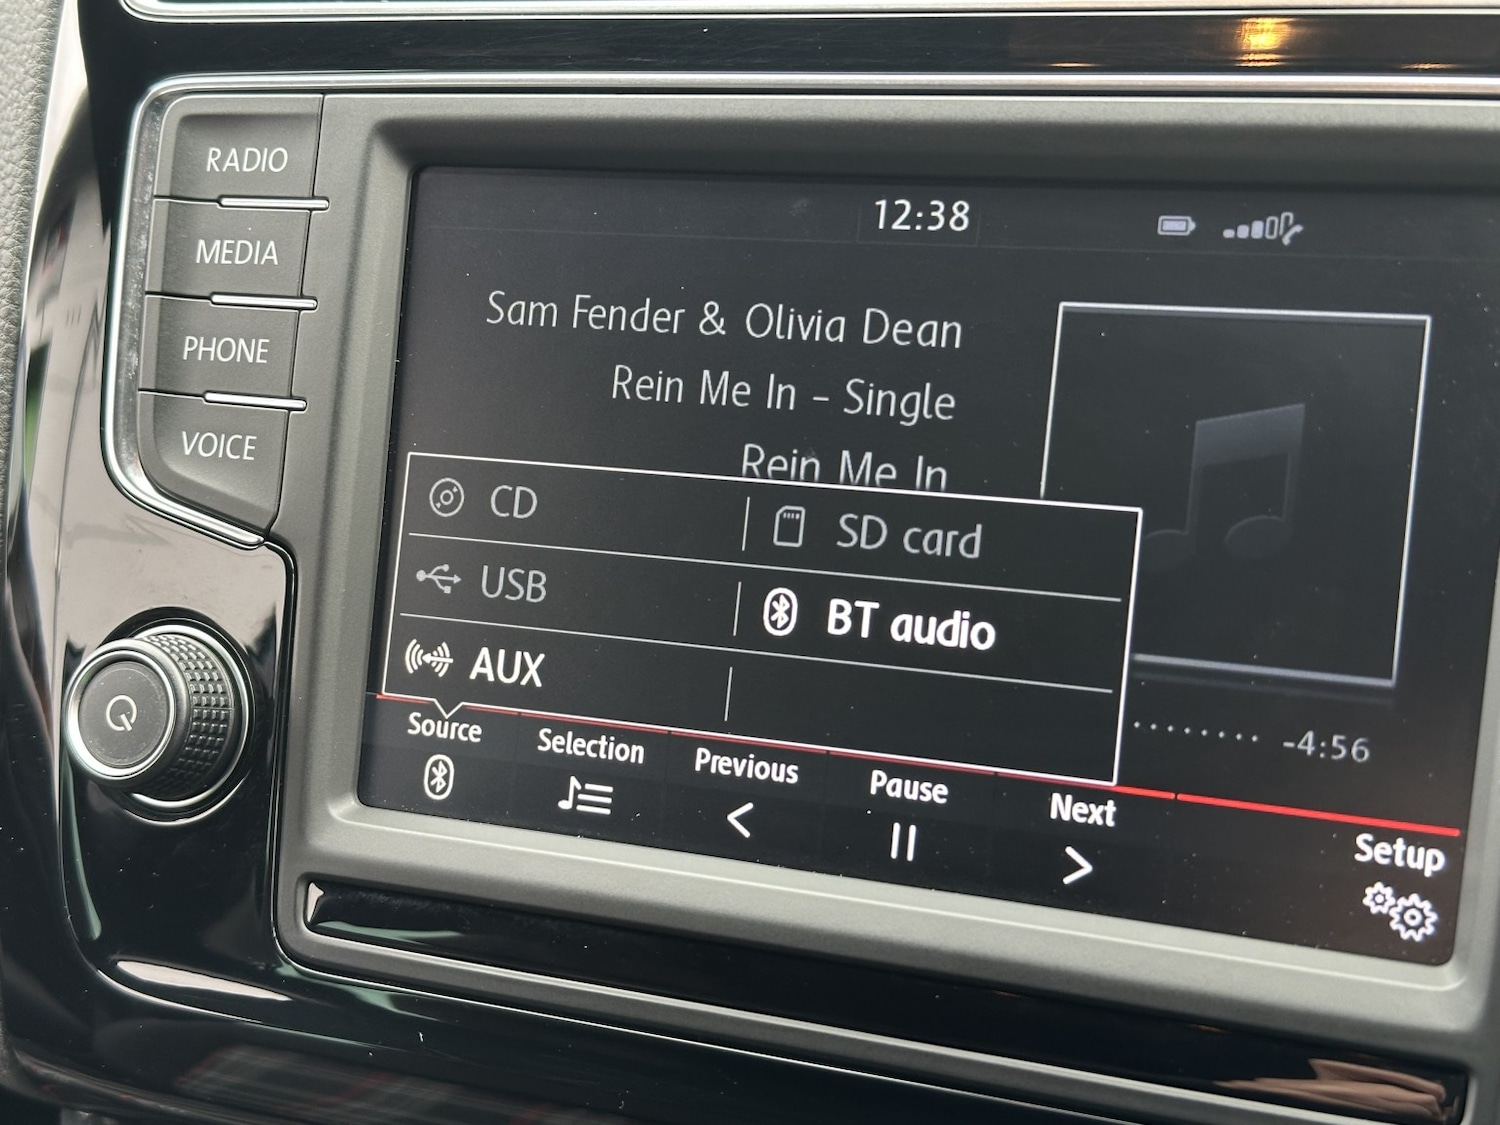 RADIO
MEDIA
PHONE
VOICE
12:38
Sam Fender & Olivia Dean
Rein Me In - Single
Rein Me In
CD
SD card
USB
BT audio
AUX
-4:56
Source
Selection
Previous
Pause
Next
Setup